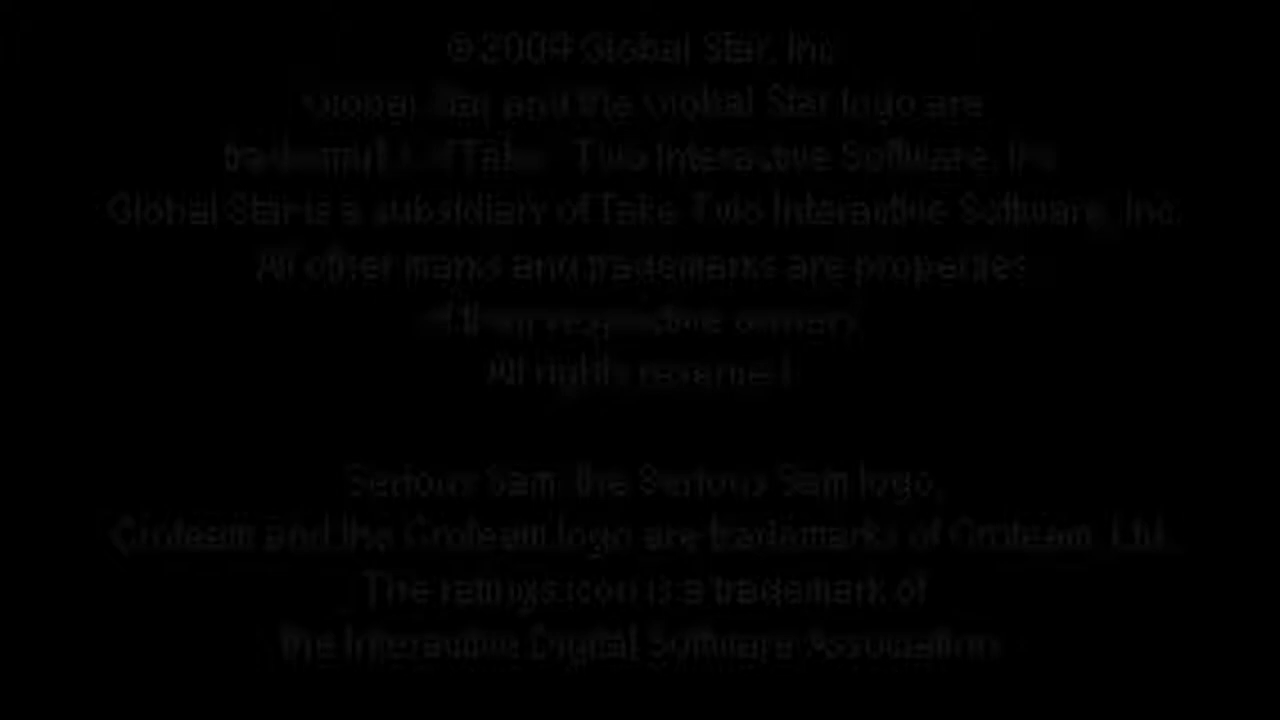 © 2004 Global Star, Inc.
Global Star and the Global Star logo are
trademarks of Take Two Interactive Software, Inc.
Global Star is a subsidiary of Take Two Interactive Software, Inc.
All other marks and trademarks are properties
of their respective owners.
All rights reserved.
Serious Sam, the Serious Sam logo,
Croteam and the Croteam logo are trademarks of Croteam, Ltd.
The ratings icon is a trademark of
the Interactive Digital Software Association.